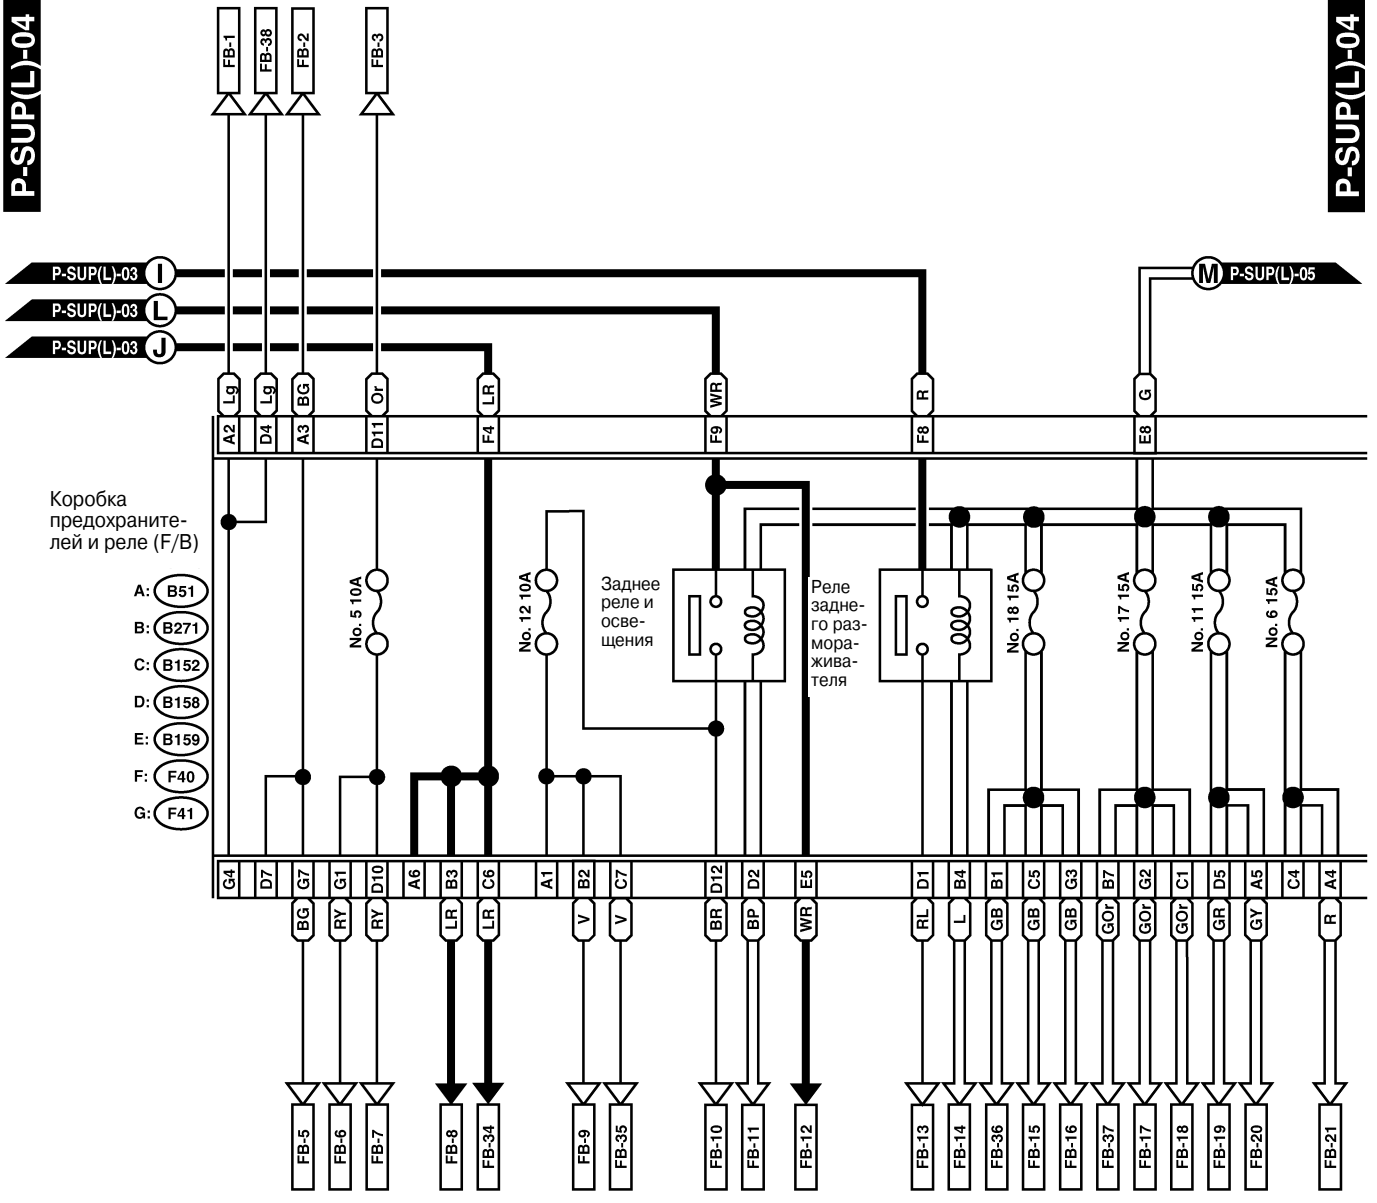 P-SUP(L)-04
P-SUP(L)-04
FB-1
FB-38
FB-2
FB-3
P-SUP(L)-03 I
P-SUP(L)-03 L
P-SUP(L)-03 J
M P-SUP(L)-05
Lg
Lg
BG
Or
LR
WR
R
G
A2
D4
A3
D11
F4
F9
F8
E8
Коробка
предохраните-
лей и реле (F/B)
A: B51
B: B271
C: B152
D: B158
E: B159
F: F40
G: F41
No. 5 10A
No. 12 10A
Заднее
реле и
осве-
щения
Реле
задне-
го раз-
мора-
жива-
теля
No. 18 15A
No. 17 15A
No. 11 15A
No. 6 15A
G4
D7
G7
G1
D10
A6
B3
C6
A1
B2
C7
D12
D2
E5
D1
B4
B1
C5
G3
B7
G2
C1
D5
A5
C4
A4
BG
RY
RY
LR
LR
V
V
BR
BP
WR
RL
L
GB
GB
GB
GOr
GOr
GOr
GR
GY
R
FB-5
FB-6
FB-7
FB-8
FB-34
FB-9
FB-35
FB-10
FB-11
FB-12
FB-13
FB-14
FB-36
FB-15
FB-16
FB-37
FB-17
FB-18
FB-19
FB-20
FB-21